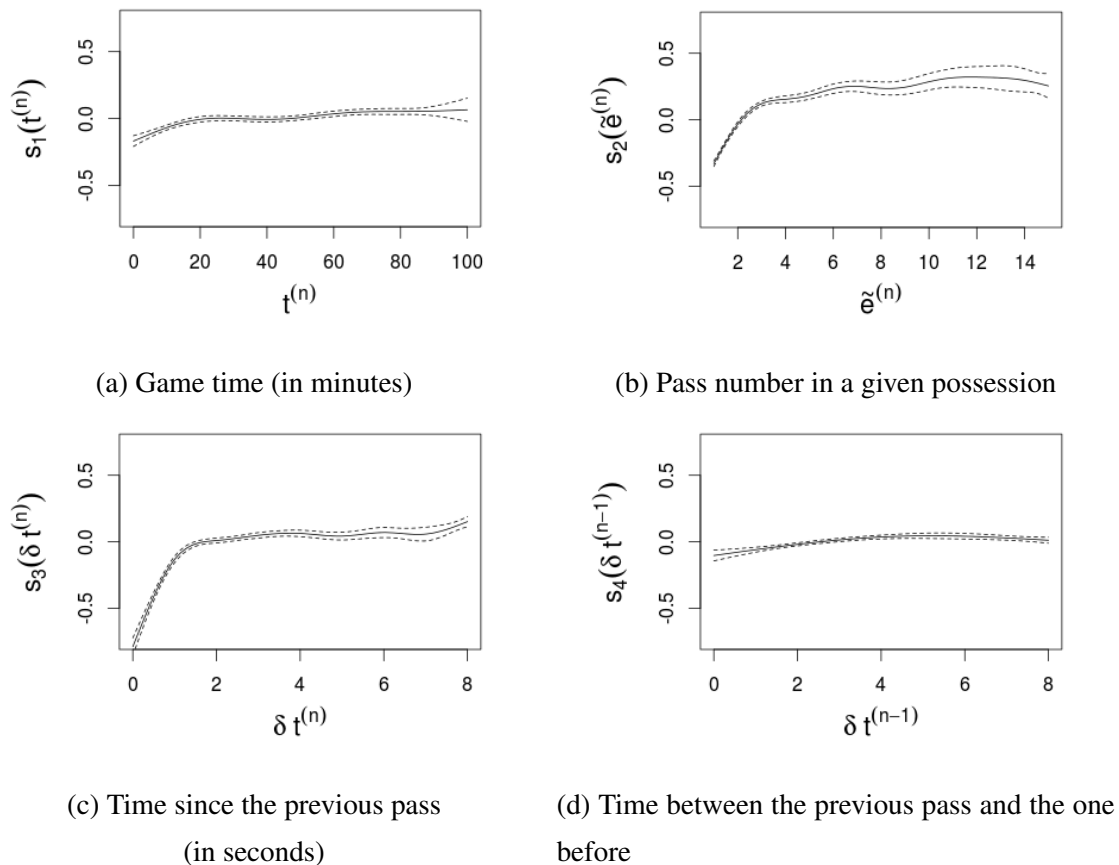 s₁(t⁽ⁿ⁾)
0.5
0.0
-0.5
0 20 40 60 80 100
t⁽ⁿ⁾
(a) Game time (in minutes)
s₂(ẽ⁽ⁿ⁾)
0.5
0.0
-0.5
2 4 6 8 10 12 14
ẽ⁽ⁿ⁾
(b) Pass number in a given possession
s₃(δ t⁽ⁿ⁾)
0.5
0.0
-0.5
0 2 4 6 8
δ t⁽ⁿ⁾
(c) Time since the previous pass
(in seconds)
s₄(δ t⁽ⁿ⁻¹⁾)
0.5
0.0
-0.5
0 2 4 6 8
δ t⁽ⁿ⁻¹⁾
(d) Time between the previous pass and the one
before